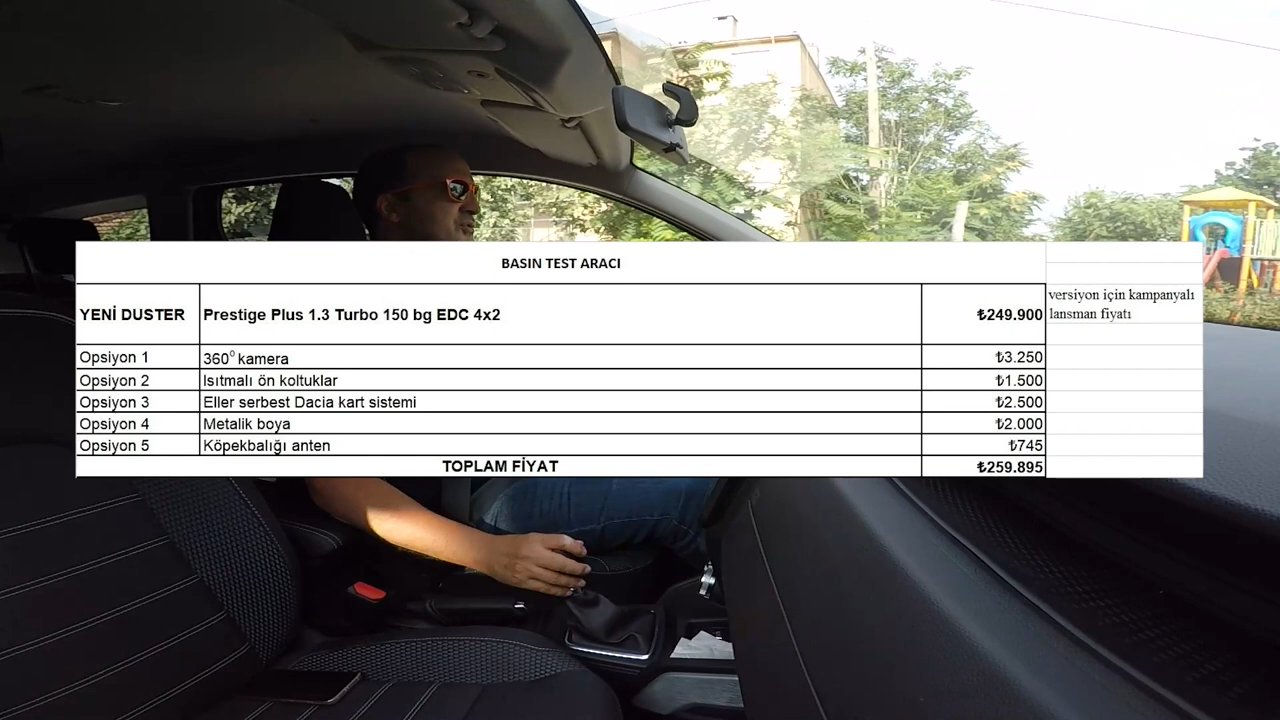 BASIN TEST ARACI
YENİ DUSTER Prestige Plus 1.3 Turbo 150 bg EDC 4x2 ₺249.900 versiyon için kampanyalı
lansman fiyatı
Opsiyon 1 360⁰ kamera ₺3.250
Opsiyon 2 Isıtmalı ön koltuklar ₺1.500
Opsiyon 3 Eller serbest Dacia kart sistemi ₺2.500
Opsiyon 4 Metalik boya ₺2.000
Opsiyon 5 Köpekbalığı anten ₺745
TOPLAM FİYAT ₺259.895